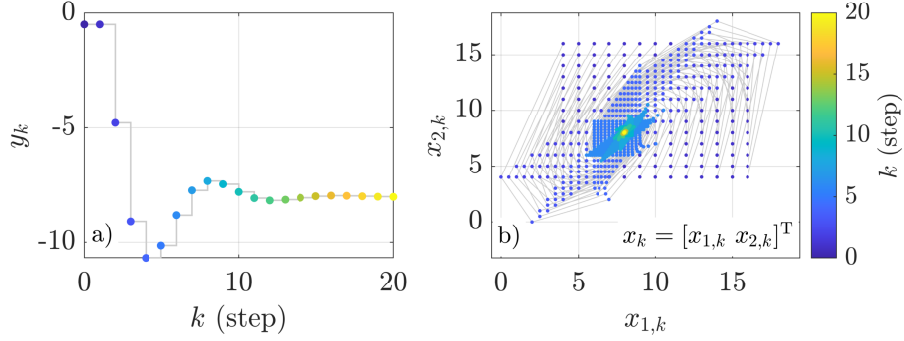 0
-5
-10
y_k
a)
0 10 20
k (step)
15
10
5
0
x_{2,k}
b)
x_k = [x_{1,k} x_{2,k}]^T
0 5 10 15
x_{1,k}
20
15
10
5
0
k (step)